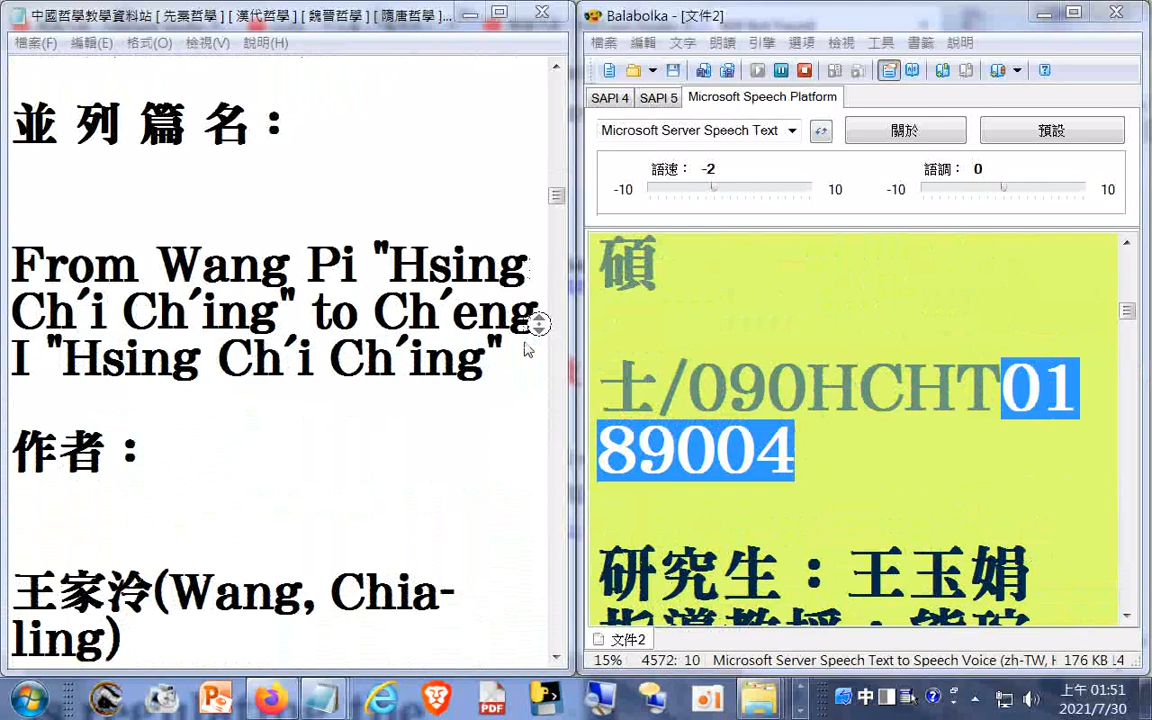 中國哲學教學資料站 [ 先秦哲學 ] [ 漢代哲學 ] [ 魏晉哲學 ] [ 隋唐哲學 ]...
檔案(F) 編輯(E) 格式(O) 檢視(V) 說明(H)
並 列 篇 名：
From Wang Pi "Hsing
Ch′i Ch′ing" to Ch′eng
I "Hsing Ch′i Ch′ing"
作者：
王家泠(Wang, Chia-
ling)
Balabolka - [文件2]
檔案 編輯 文字 朗讀 引擎 選項 檢視 工具 書籤 說明
SAPI 4 SAPI 5 Microsoft Speech Platform
Microsoft Server Speech Text 關於 預設
語速： -2 語調： 0
-10 10 -10 10
碩
士/090HCHT01
89004
研究生：王玉娟
文件2
15% 4572: 10 Microsoft Server Speech Text to Speech Voice (zh-TW, H 176 KB
中
上午 01:51
2021/7/30